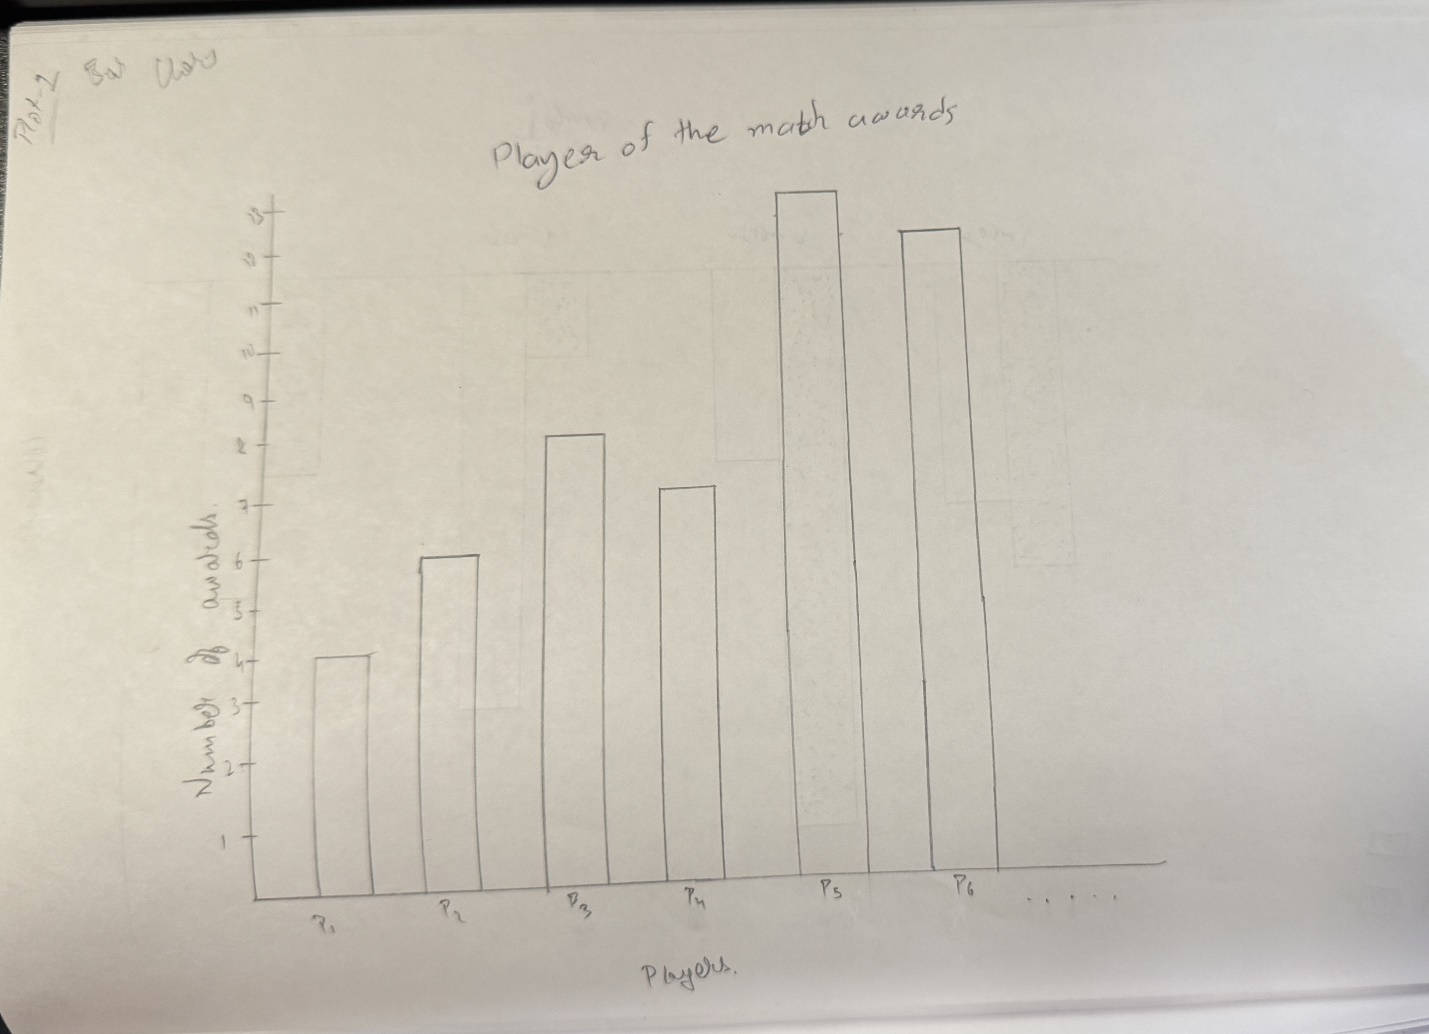 Plot-2 Bar Chart
Player of the match awards
13
12
11
10
9
8
7
6
5
4
3
2
1
Number of awards.
P1 P2 P3 P4 P5 P6 . . . . .
Players.